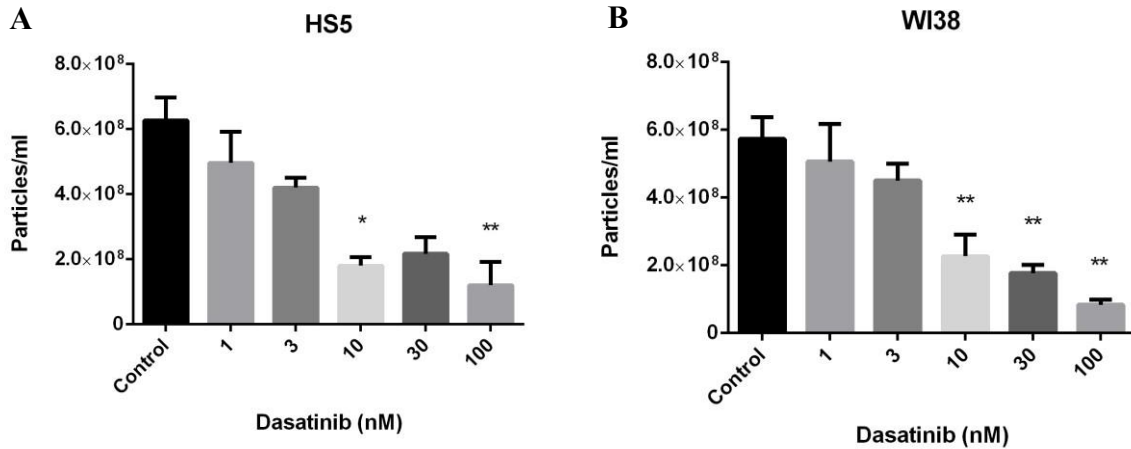 A
HS5
Particles/ml
8.0×10⁸
6.0×10⁸
4.0×10⁸
2.0×10⁸
0
*
**
Control
1
3
10
30
100
Dasatinib (nM)
B
WI38
Particles/ml
8.0×10⁸
6.0×10⁸
4.0×10⁸
2.0×10⁸
0
**
**
**
Control
1
3
10
30
100
Dasatinib (nM)